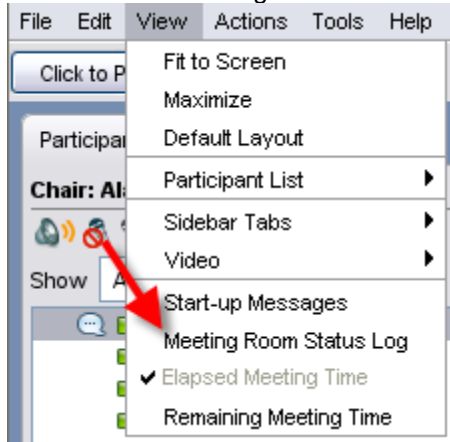 File Edit View Actions Tools Help
Click to P
Fit to Screen
Maximize
Default Layout
Participa
Participant List
Chair: Al
Sidebar Tabs
Video
Show A
Start-up Messages
Meeting Room Status Log
Elapsed Meeting Time
Remaining Meeting Time